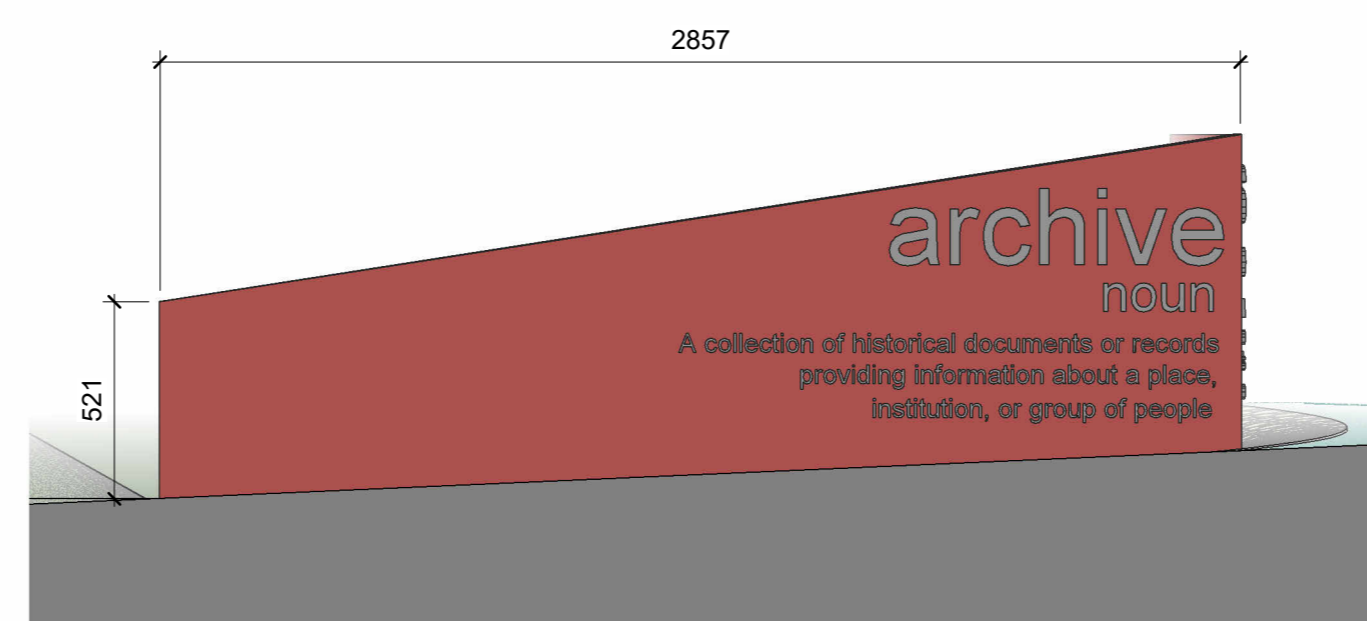 2857
archive
noun
A collection of historical documents or records
providing information about a place,
institution, or group of people
521